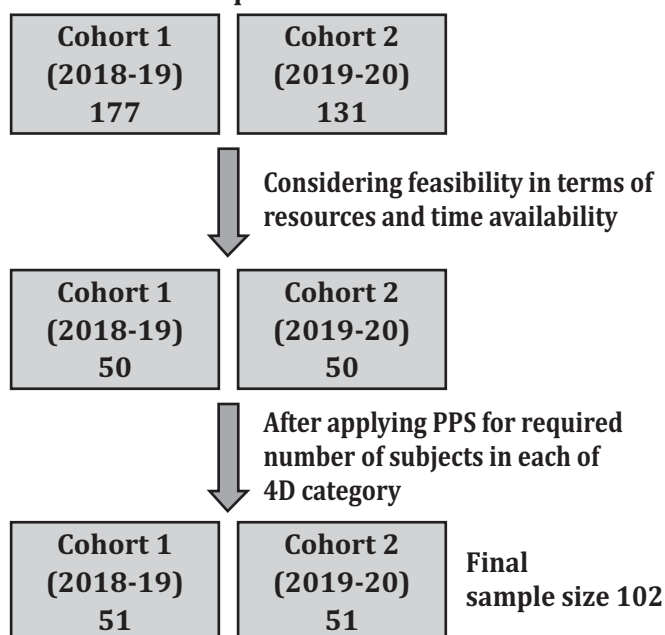 Cohort 1
(2018-19)
177
Cohort 2
(2019-20)
131
Considering feasibility in terms of
resources and time availability
Cohort 1
(2018-19)
50
Cohort 2
(2019-20)
50
After applying PPS for required
number of subjects in each of
4D category
Cohort 1
(2018-19)
51
Cohort 2
(2019-20)
51
Final
sample size 102